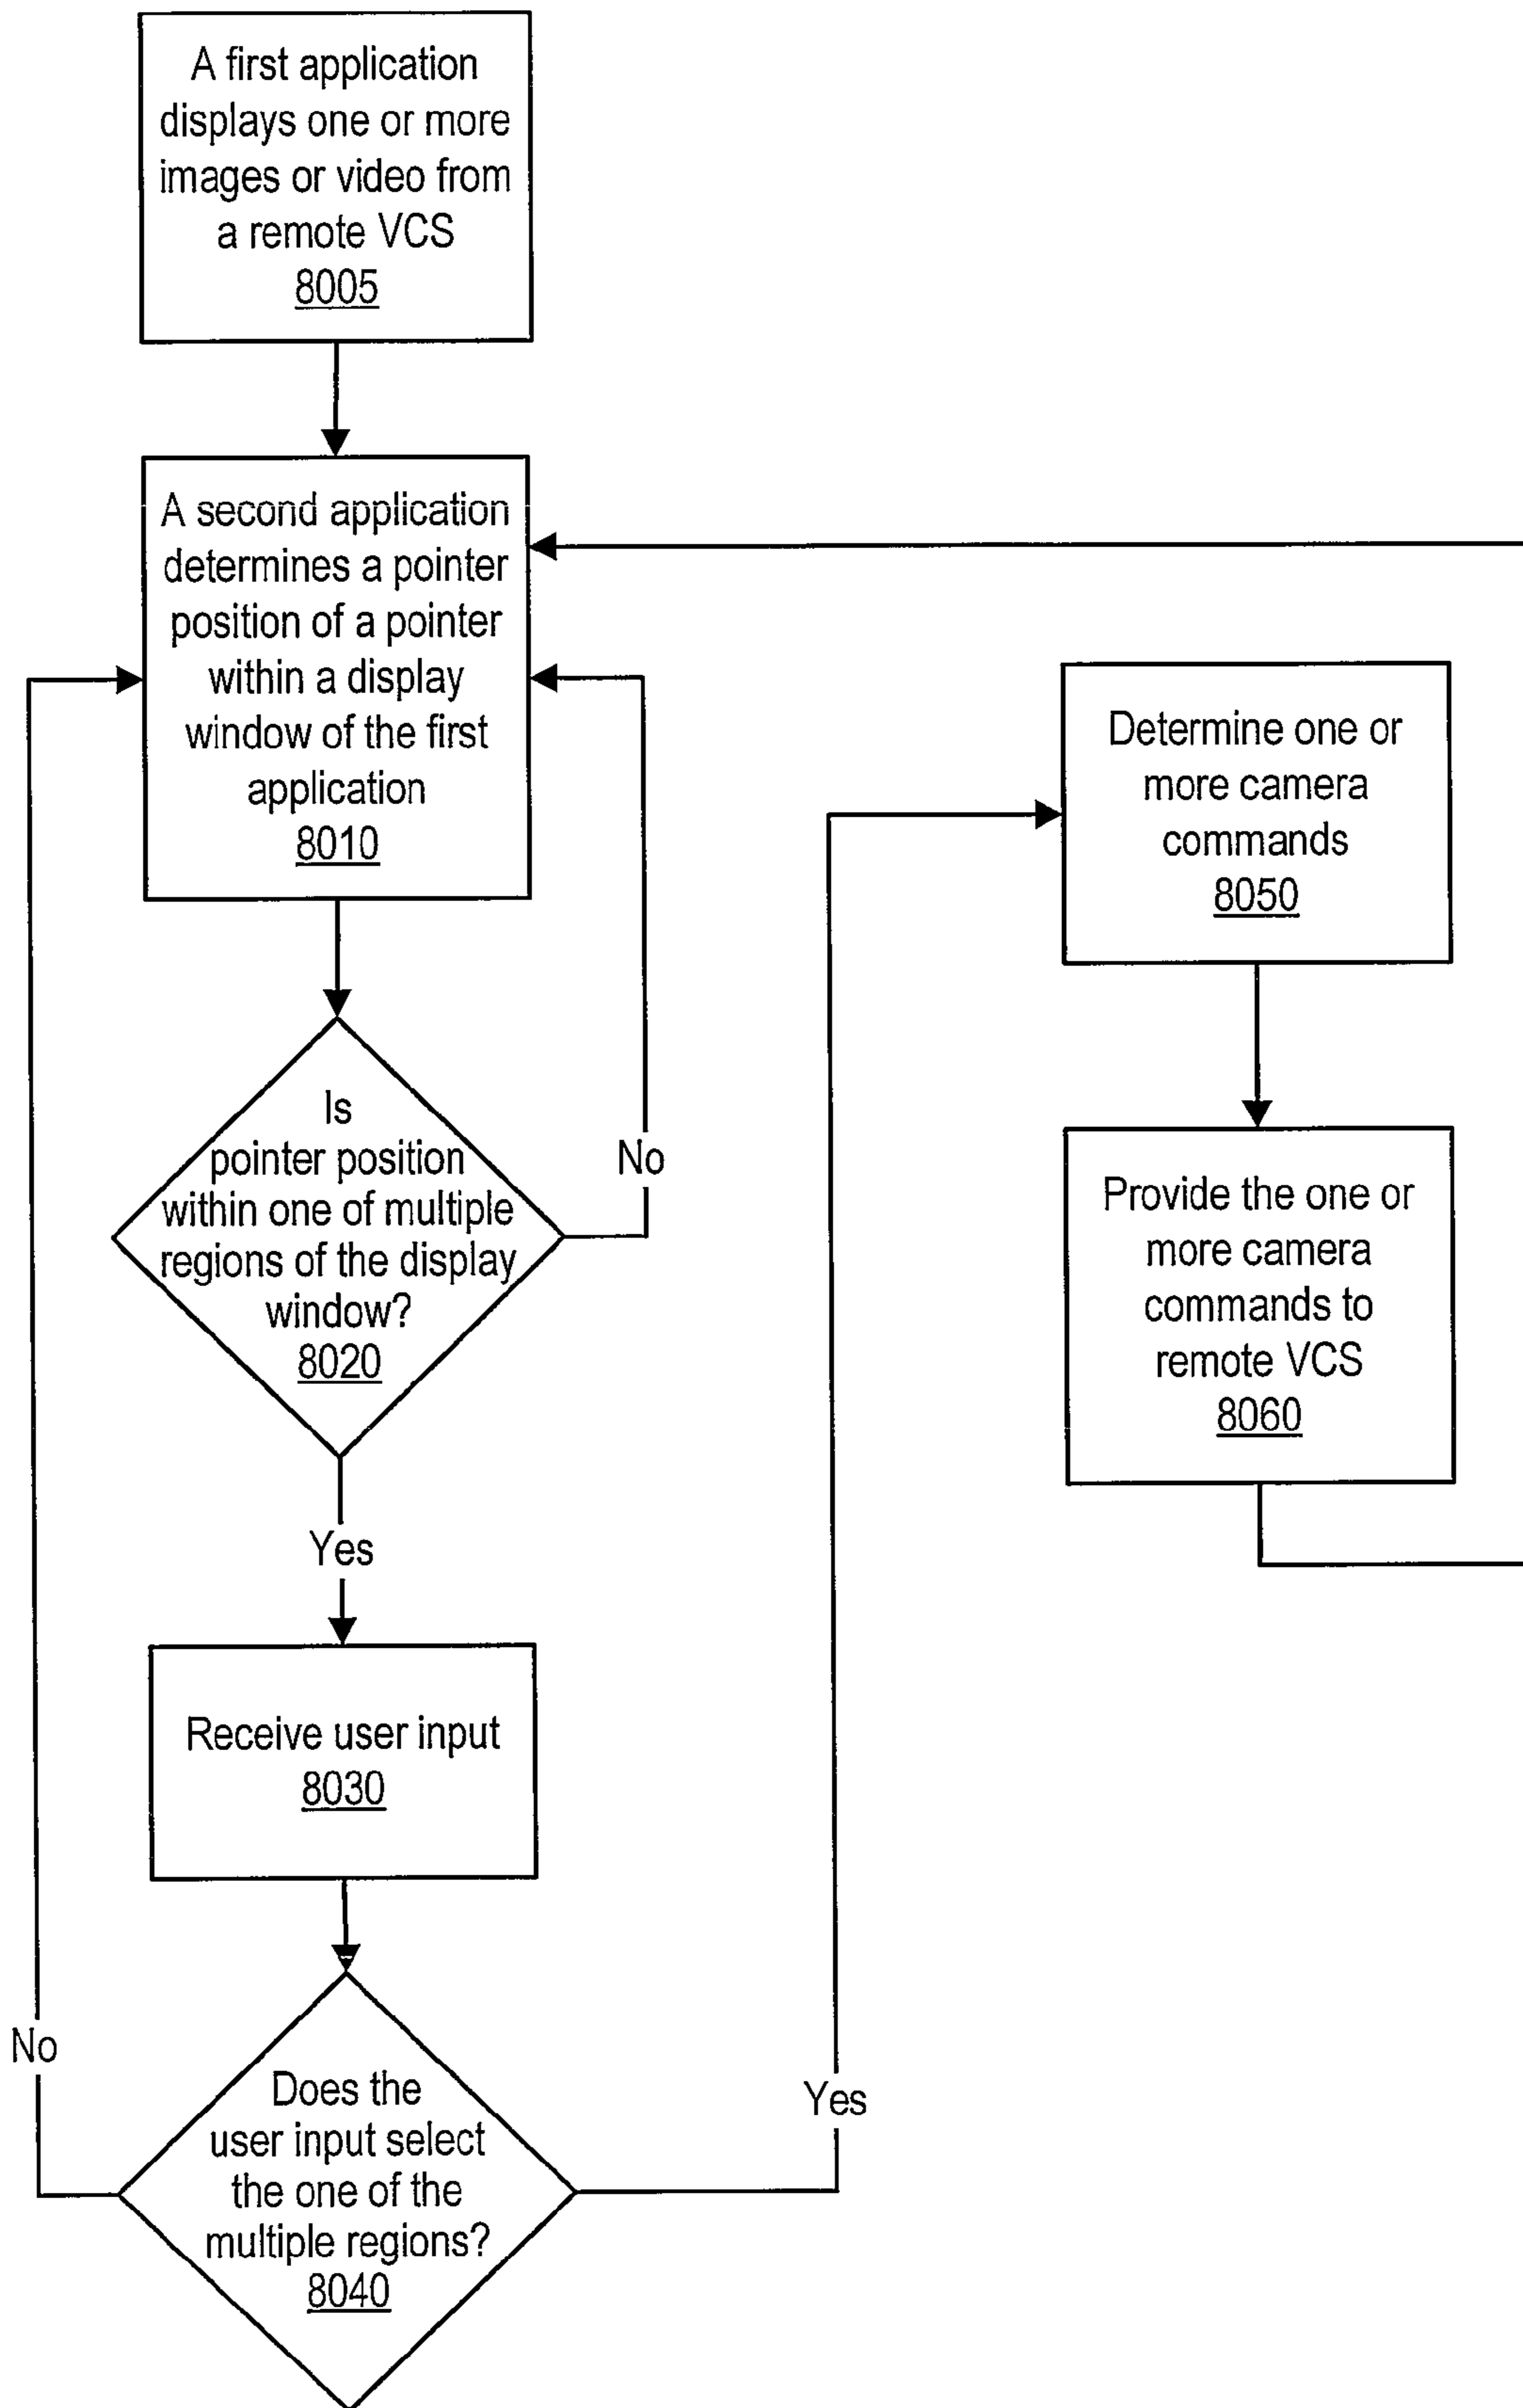 A first application
displays one or more
images or video from
a remote VCS
8005
A second application
determines a pointer
position of a pointer
within a display
window of the first
application
8010
Is
pointer position
within one of multiple
regions of the display
window?
8020
No
Yes
Receive user input
8030
Does the
user input select
the one of the
multiple regions?
8040
No
Yes
Determine one or
more camera
commands
8050
Provide the one or
more camera
commands to
remote VCS
8060